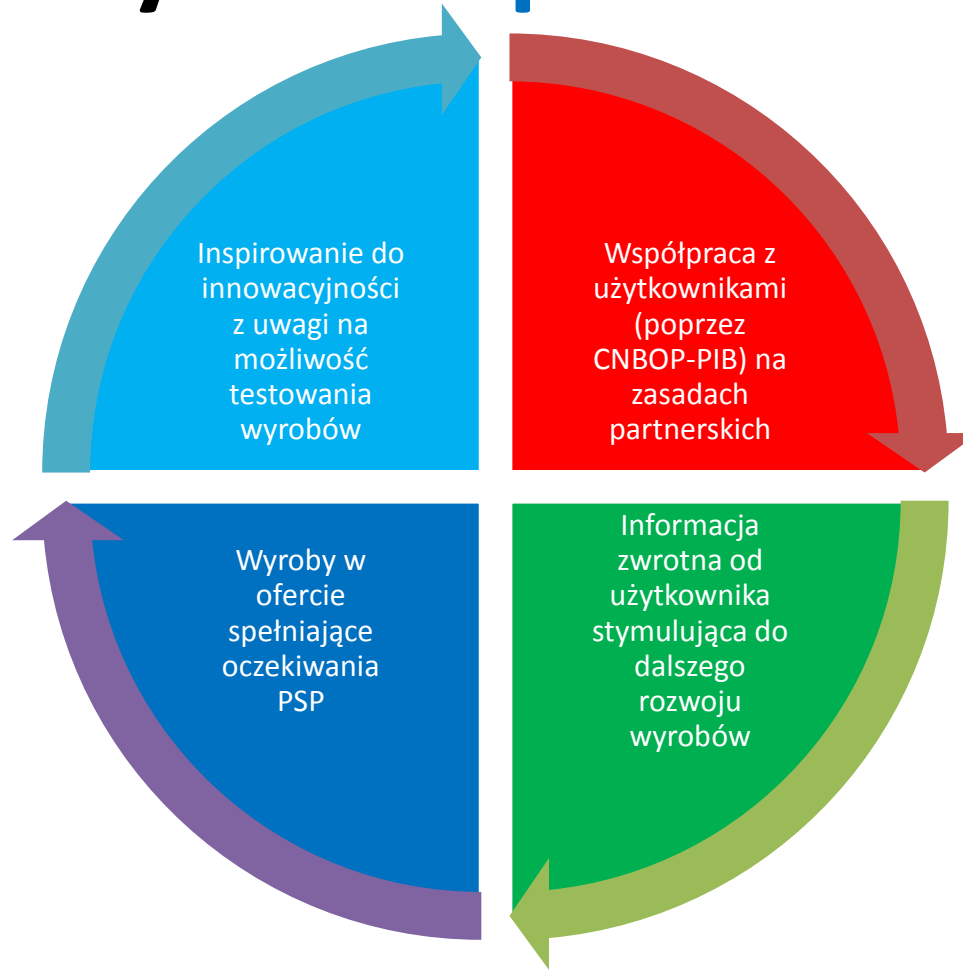 Inspirowanie do
innowacyjności
z uwagi na
możliwość
testowania
wyrobów
Współpraca z
użytkownikami
(poprzez
CNBOP-PIB) na
zasadach
partnerskich
Wyroby w
ofercie
spełniające
oczekiwania
PSP
Informacja
zwrotna od
użytkownika
stymulująca do
dalszego
rozwoju
wyrobów